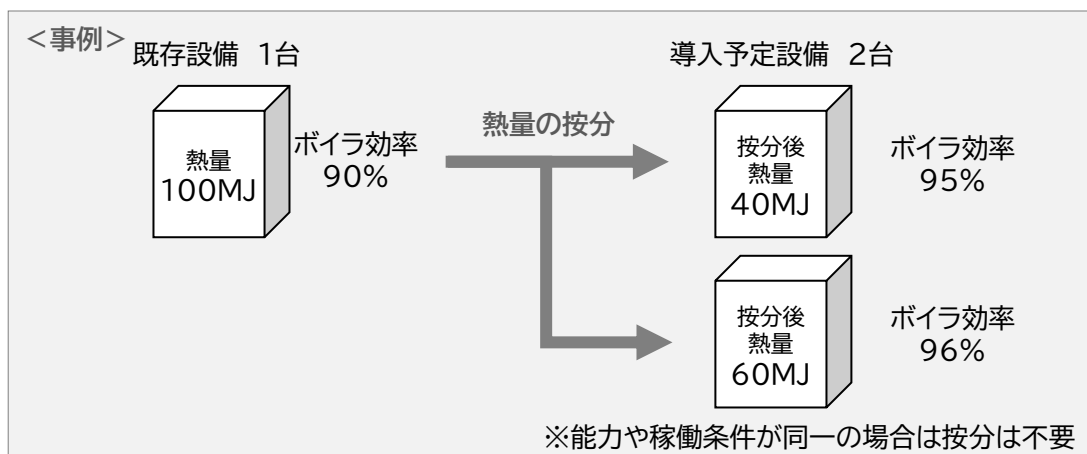 <事例>
既存設備 1台
熱量
100MJ
ボイラ効率
90%
熱量の按分
導入予定設備 2台
按分後
熱量
40MJ
ボイラ効率
95%
按分後
熱量
60MJ
ボイラ効率
96%
※能力や稼働条件が同一の場合は按分は不要